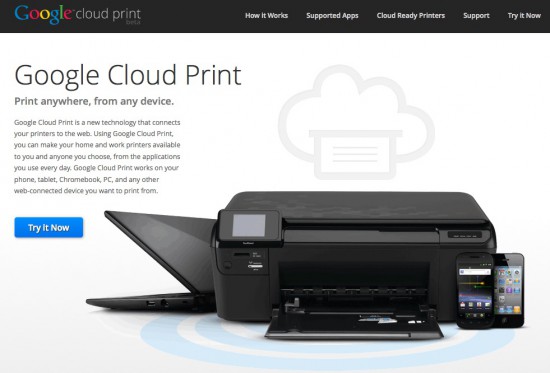 Google cloud print
beta
How it Works Supported Apps Cloud Ready Printers Support Try it Now
Google Cloud Print
Print anywhere, from any device.
Google Cloud Print is a new technology that connects
your printers to the web. Using Google Cloud Print,
you can make your home and work printers available
to you and anyone you choose, from the applications
you use every day. Google Cloud Print works on your
phone, tablet, Chromebook, PC, and any other
web-connected device you want to print from.
Try It Now